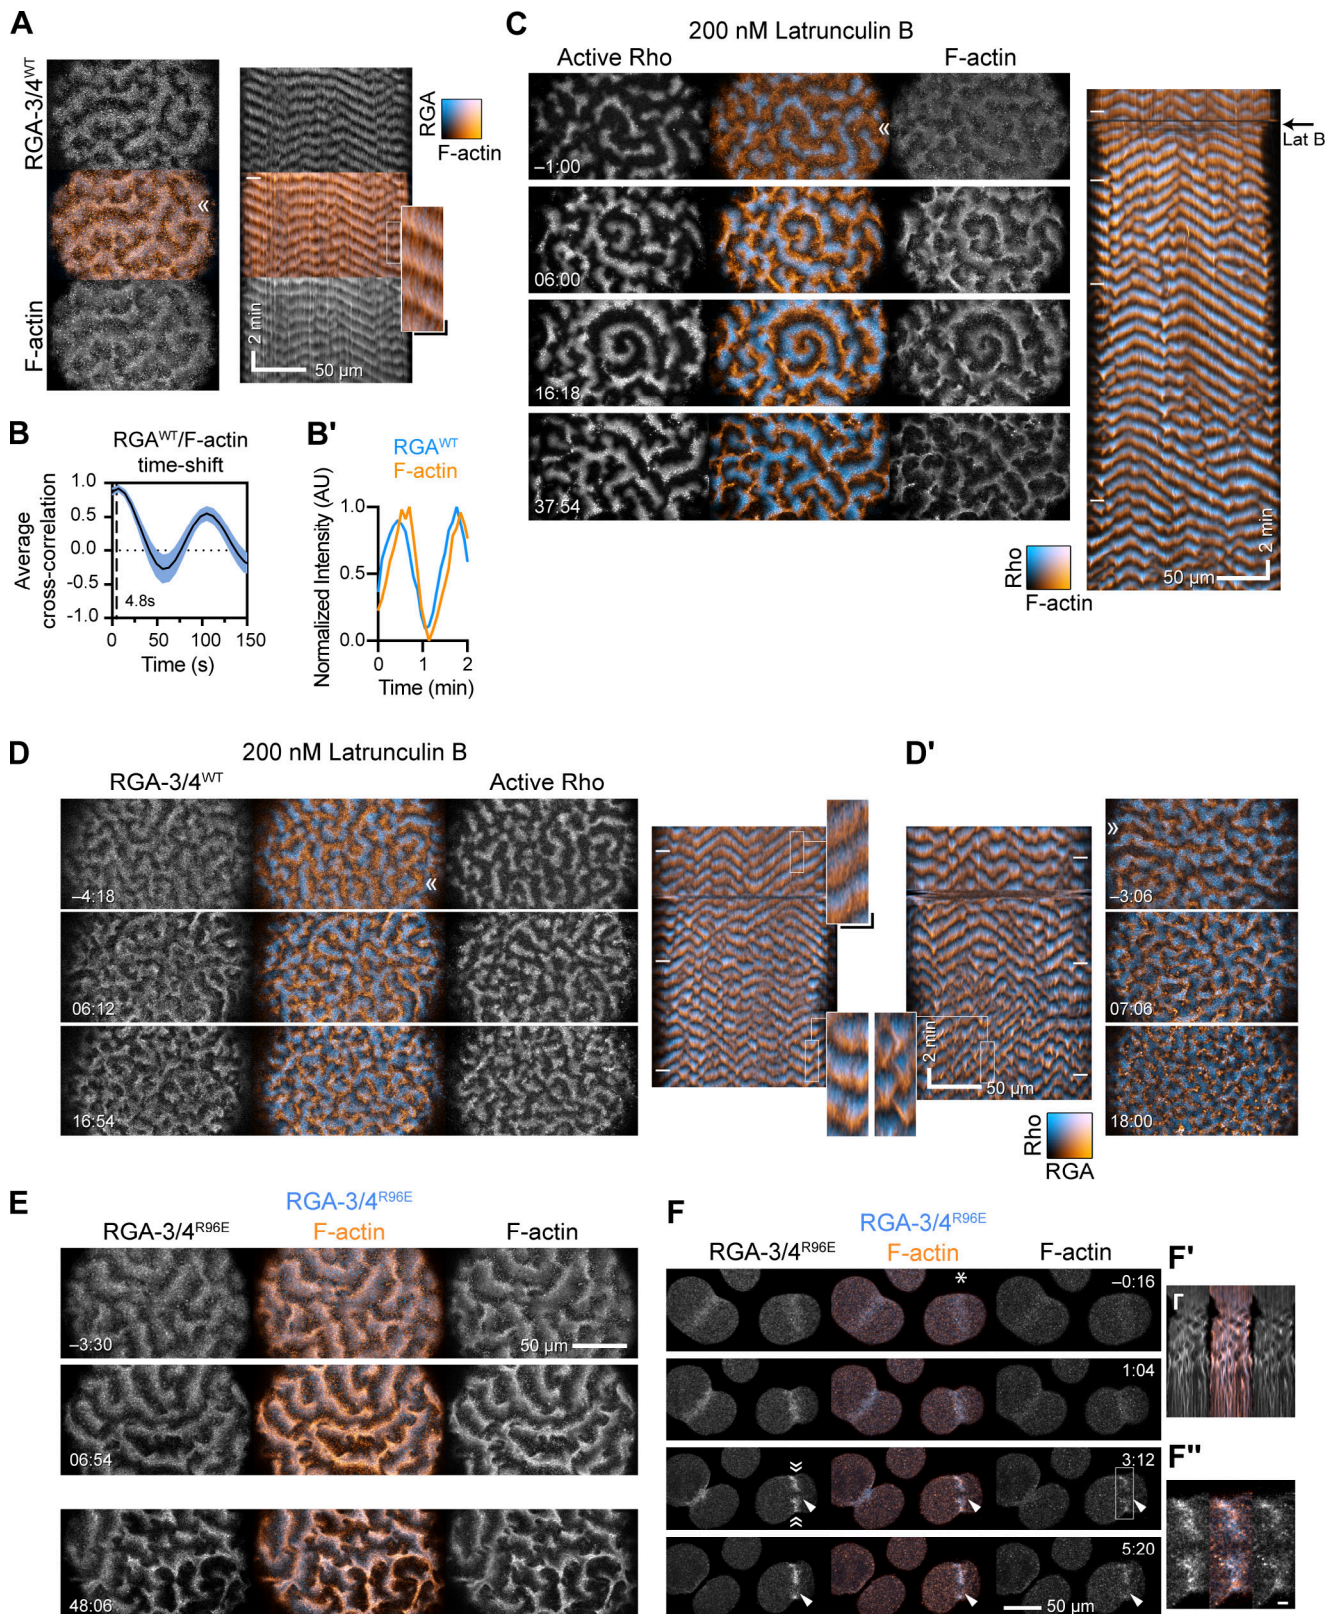 A
RGA-3/4WT
F-actin
«
RGA
F-actin
2 min
50 µm
B
RGAWT/F-actin
time-shift
Average
cross-correlation
1.0
0.5
0.0
-0.5
-1.0
4.8s
0 50 100 150
Time (s)
B'
RGAWT
F-actin
Normalized Intensity (AU)
1.0
0.5
0.0
0 1 2
Time (min)
C
200 nM Latrunculin B
Active Rho
F-actin
–1:00
«
06:00
16:18
37:54
Lat B
Rho
F-actin
50 µm
2 min
D
200 nM Latrunculin B
RGA-3/4WT
Active Rho
–4:18
«
06:12
16:54
D'
2 min
50 µm
Rho
RGA
»
–3:06
07:06
18:00
E
RGA-3/4R96E
RGA-3/4R96E
F-actin
F-actin
–3:30
50 µm
06:54
48:06
F
RGA-3/4R96E
RGA-3/4R96E
F-actin
F-actin
*
–0:16
1:04
3:12
5:20
50 µm
F'
F''